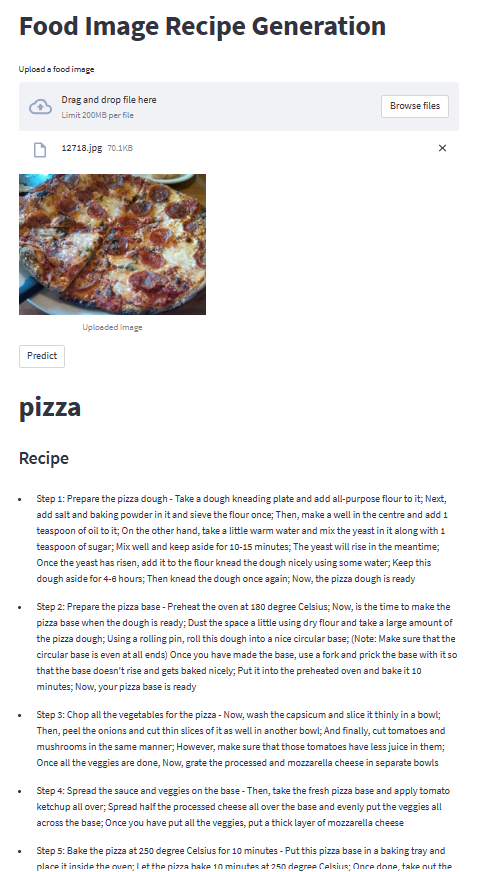 Food Image Recipe Generation
Upload a food image
Drag and drop file here
Limit 200MB per file
Browse files
12718.jpg 70.1KB
Uploaded Image
Predict
pizza
Recipe
Step 1: Prepare the pizza dough - Take a dough kneading plate and add all-purpose flour to it; Next,
add salt and baking powder in it and sieve the flour once; Then, make a well in the centre and add 1
teaspoon of oil to it; On the other hand, take a little warm water and mix the yeast in it along with 1
teaspoon of sugar; Mix well and keep aside for 10-15 minutes; The yeast will rise in the meantime;
Once the yeast has risen, add it to the flour knead the dough nicely using some water; Keep this
dough aside for 4-6 hours; Then knead the dough once again; Now, the pizza dough is ready
Step 2: Prepare the pizza base - Preheat the oven at 180 degree Celsius; Now, is the time to make the
pizza base when the dough is ready; Dust the space a little using dry flour and take a large amount of
the pizza dough; Using a rolling pin, roll this dough into a nice circular base; (Note: Make sure that the
circular base is even at all ends) Once you have made the base, use a fork and prick the base with it so
that the base doesn't rise and gets baked nicely; Put it into the preheated oven and bake it 10
minutes; Now, your pizza base is ready
Step 3: Chop all the vegetables for the pizza - Now, wash the capsicum and slice it thinly in a bowl;
Then, peel the onions and cut thin slices of it as well in another bowl; And finally, cut tomatoes and
mushrooms in the same manner; However, make sure that those tomatoes have less juice in them;
Once all the veggies are done, Now, grate the processed and mozzarella cheese in separate bowls
Step 4: Spread the sauce and veggies on the base - Then, take the fresh pizza base and apply tomato
ketchup all over; Spread half the processed cheese all over the base and evenly put the veggies all
across the base; Once you have put all the veggies, put a thick layer of mozzarella cheese
Step 5: Bake the pizza at 250 degree Celsius for 10 minutes - Put this pizza base in a baking tray and
place it inside the oven; Let the pizza bake 10 minutes at 250 degree Celsius; Once done, take out the